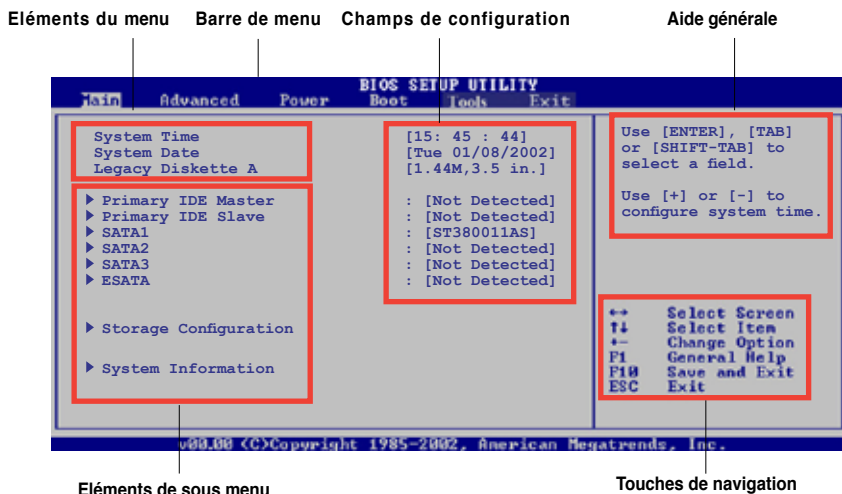 Eléments du menu Barre de menu Champs de configuration Aide générale
BIOS SETUP UTILITY
Main Advanced Power Boot Tools Exit
System Time [15: 45 : 44]
System Date [Tue 01/08/2002]
Legacy Diskette A [1.44M,3.5 in.]
Primary IDE Master : [Not Detected]
Primary IDE Slave : [Not Detected]
SATA1 : [ST380011AS]
SATA2 : [Not Detected]
SATA3 : [Not Detected]
ESATA : [Not Detected]
Storage Configuration
System Information
Use [ENTER], [TAB]
or [SHIFT-TAB] to
select a field.
Use [+] or [-] to
configure system time.
↔ Select Screen
↑↓ Select Item
+- Change Option
F1 General Help
F10 Save and Exit
ESC Exit
v00.00 (C)Copyright 1985-2002, American Megatrends, Inc.
Eléments de sous menu Touches de navigation